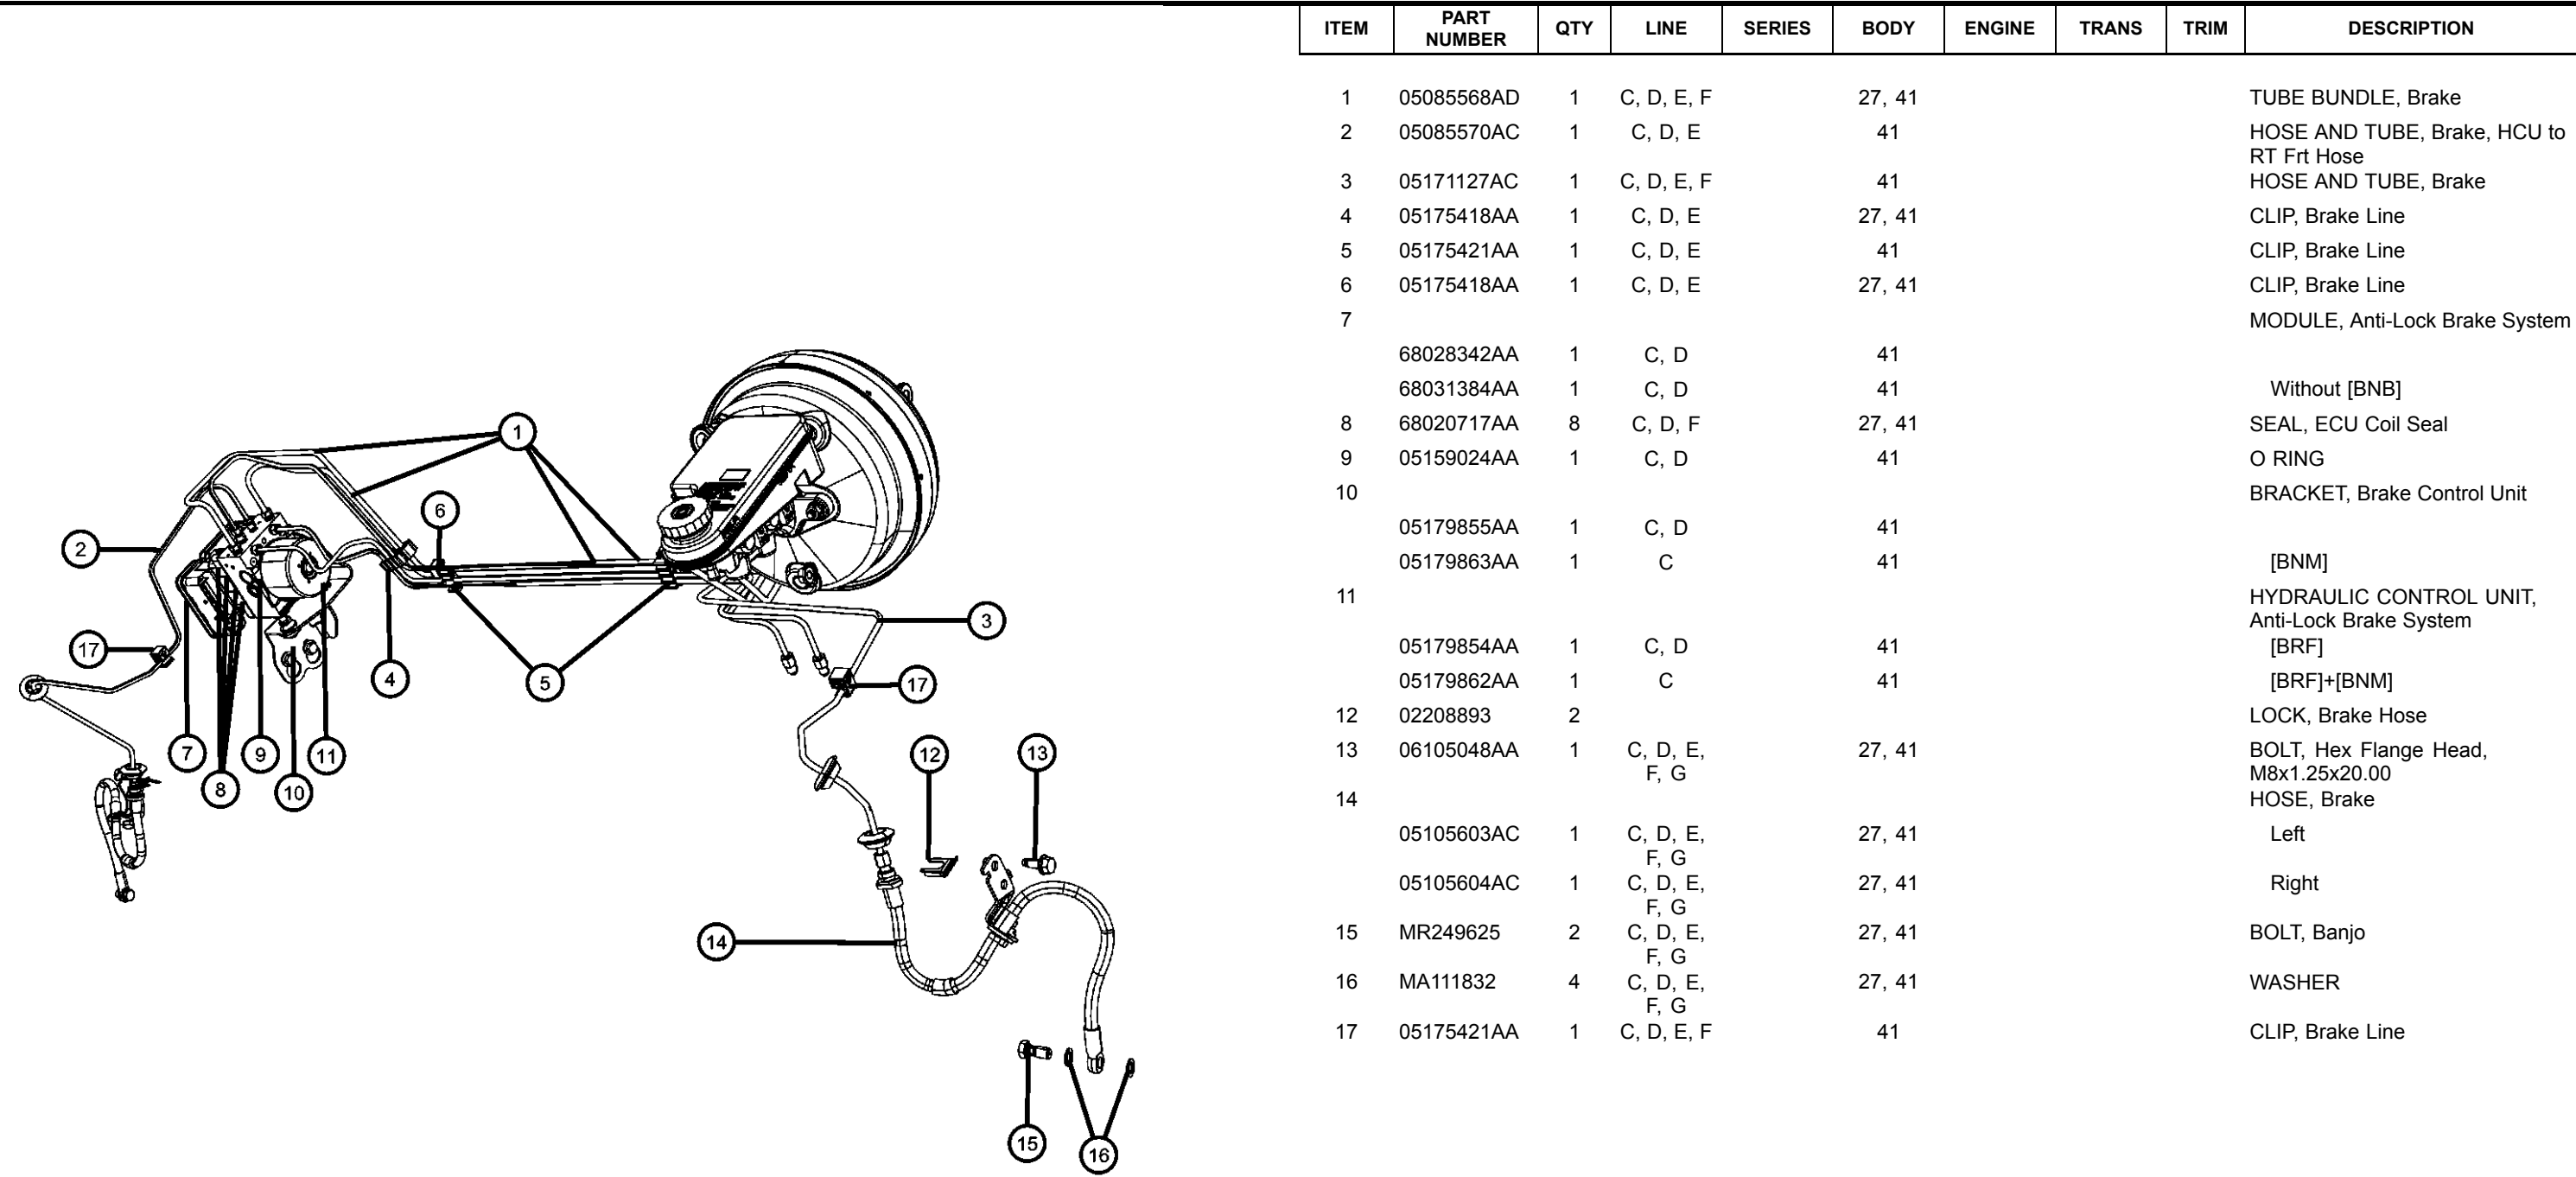 ITEM PART NUMBER QTY LINE SERIES BODY ENGINE TRANS TRIM DESCRIPTION
1 05085568AD 1 C, D, E, F 27, 41 TUBE BUNDLE, Brake
2 05085570AC 1 C, D, E 41 HOSE AND TUBE, Brake, HCU to
RT Frt Hose
3 05171127AC 1 C, D, E, F 41 HOSE AND TUBE, Brake
4 05175418AA 1 C, D, E 27, 41 CLIP, Brake Line
5 05175421AA 1 C, D, E 41 CLIP, Brake Line
6 05175418AA 1 C, D, E 27, 41 CLIP, Brake Line
7 MODULE, Anti-Lock Brake System
68028342AA 1 C, D 41
68031384AA 1 C, D 41 Without [BNB]
8 68020717AA 8 C, D, F 27, 41 SEAL, ECU Coil Seal
9 05159024AA 1 C, D 41 O RING
10 BRACKET, Brake Control Unit
05179855AA 1 C, D 41
05179863AA 1 C 41 [BNM]
11 HYDRAULIC CONTROL UNIT,
Anti-Lock Brake System
05179854AA 1 C, D 41 [BRF]
05179862AA 1 C 41 [BRF]+[BNM]
12 02208893 2 LOCK, Brake Hose
13 06105048AA 1 C, D, E, 27, 41 BOLT, Hex Flange Head,
F, G M8x1.25x20.00
14 HOSE, Brake
05105603AC 1 C, D, E, 27, 41 Left
F, G
05105604AC 1 C, D, E, 27, 41 Right
F, G
15 MR249625 2 C, D, E, 27, 41 BOLT, Banjo
F, G
16 MA111832 4 C, D, E, 27, 41 WASHER
F, G
17 05175421AA 1 C, D, E, F 41 CLIP, Brake Line
1
6
2
3
17
4
5
17
7
8
9
10
11
12
13
14
15
16